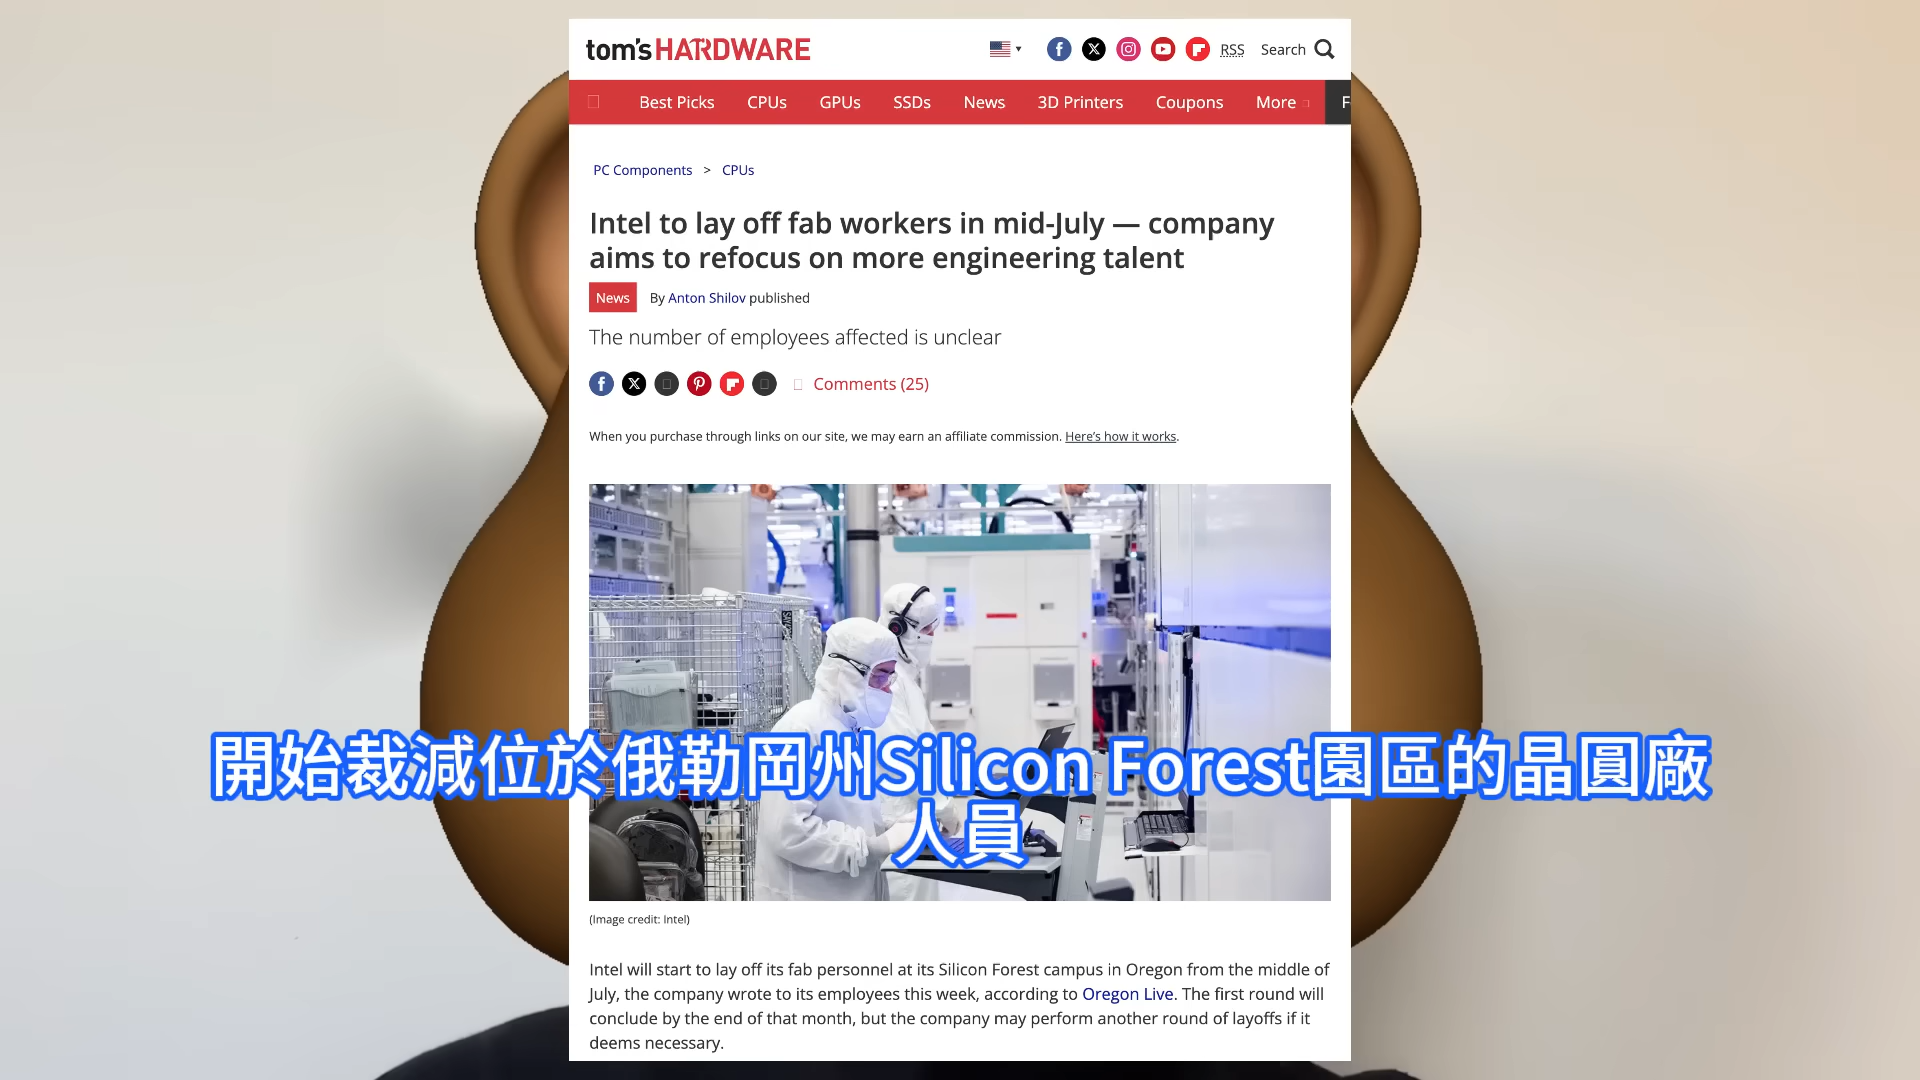 tom's HARDWARE
RSS Search
Best Picks CPUs GPUs SSDs News 3D Printers Coupons More F
PC Components > CPUs
Intel to lay off fab workers in mid-July — company
aims to refocus on more engineering talent
News By Anton Shilov published
The number of employees affected is unclear
Comments (25)
When you purchase through links on our site, we may earn an affiliate commission. Here's how it works.
開始裁減位於俄勒岡州Silicon Forest園區的晶圓廠
人員
(Image credit: Intel)
Intel will start to lay off its fab personnel at its Silicon Forest campus in Oregon from the middle of
July, the company wrote to its employees this week, according to Oregon Live. The first round will
conclude by the end of that month, but the company may perform another round of layoffs if it
deems necessary.